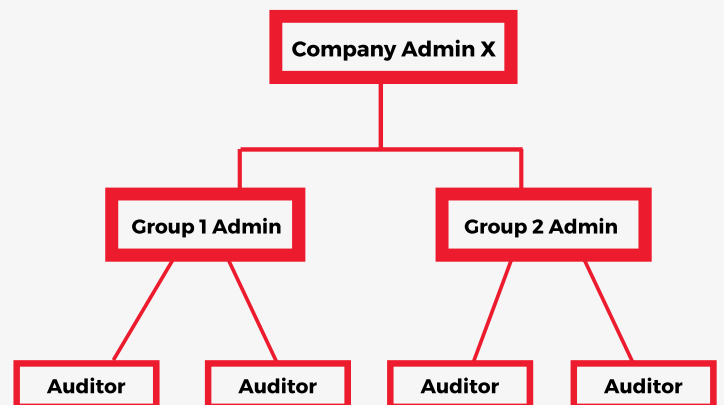 Company Admin X
Group 1 Admin
Group 2 Admin
Auditor
Auditor
Auditor
Auditor